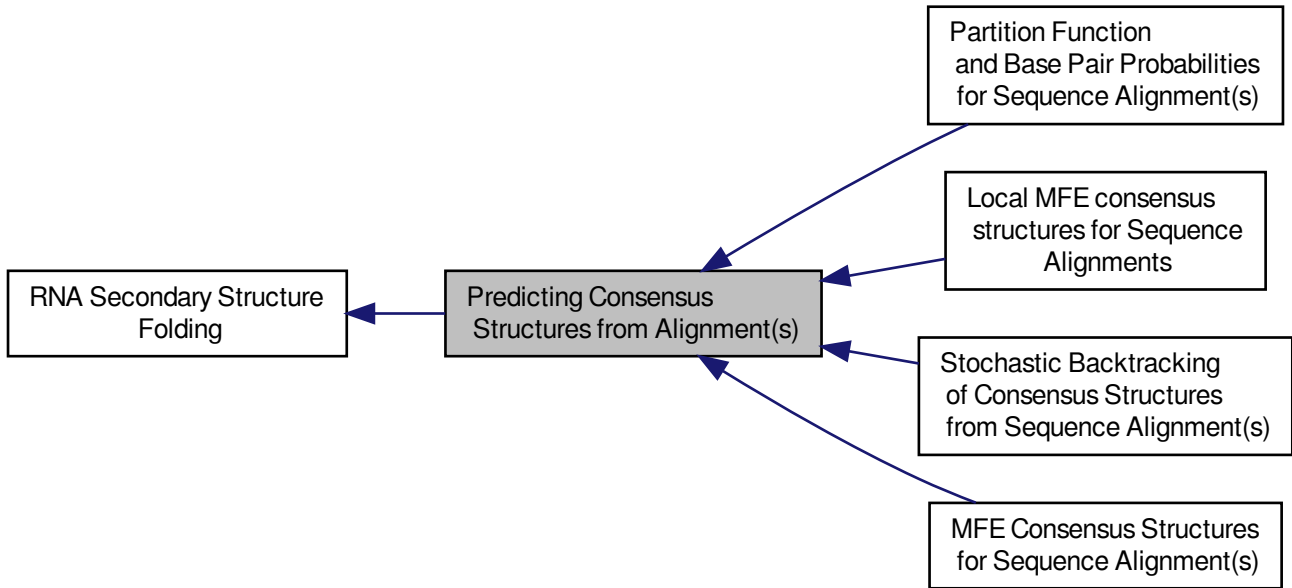 Partition Function
and Base Pair Probabilities
for Sequence Alignment(s)
Local MFE consensus
structures for Sequence
Alignments
RNA Secondary Structure
Folding
Predicting Consensus
Structures from Alignment(s)
Stochastic Backtracking
of Consensus Structures
from Sequence Alignment(s)
MFE Consensus Structures
for Sequence Alignment(s)